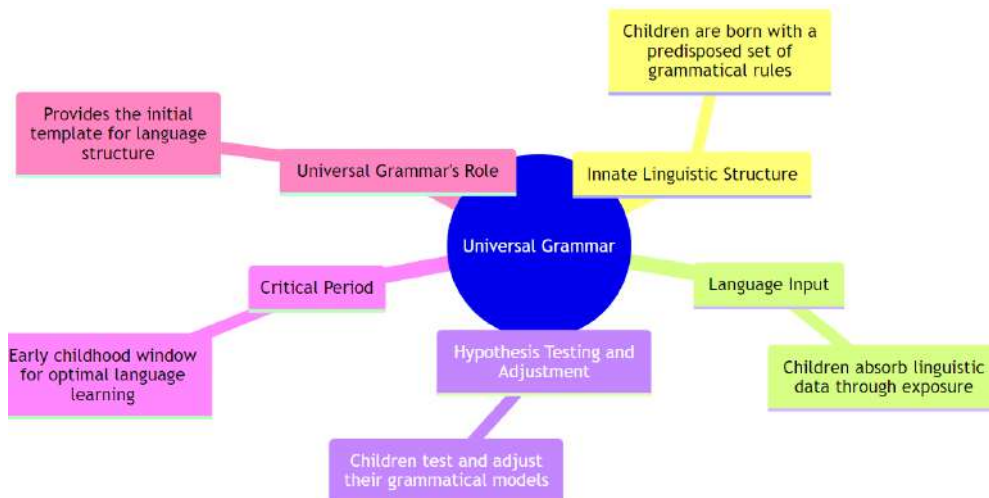 Children are born with a
predisposed set of
grammatical rules
Provides the initial
template for language
structure
Universal Grammar's Role
Innate Linguistic Structure
Universal Grammar
Critical Period
Language Input
Early childhood window
for optimal language
learning
Hypothesis Testing and
Adjustment
Children absorb linguistic
data through exposure
Children test and adjust
their grammatical models